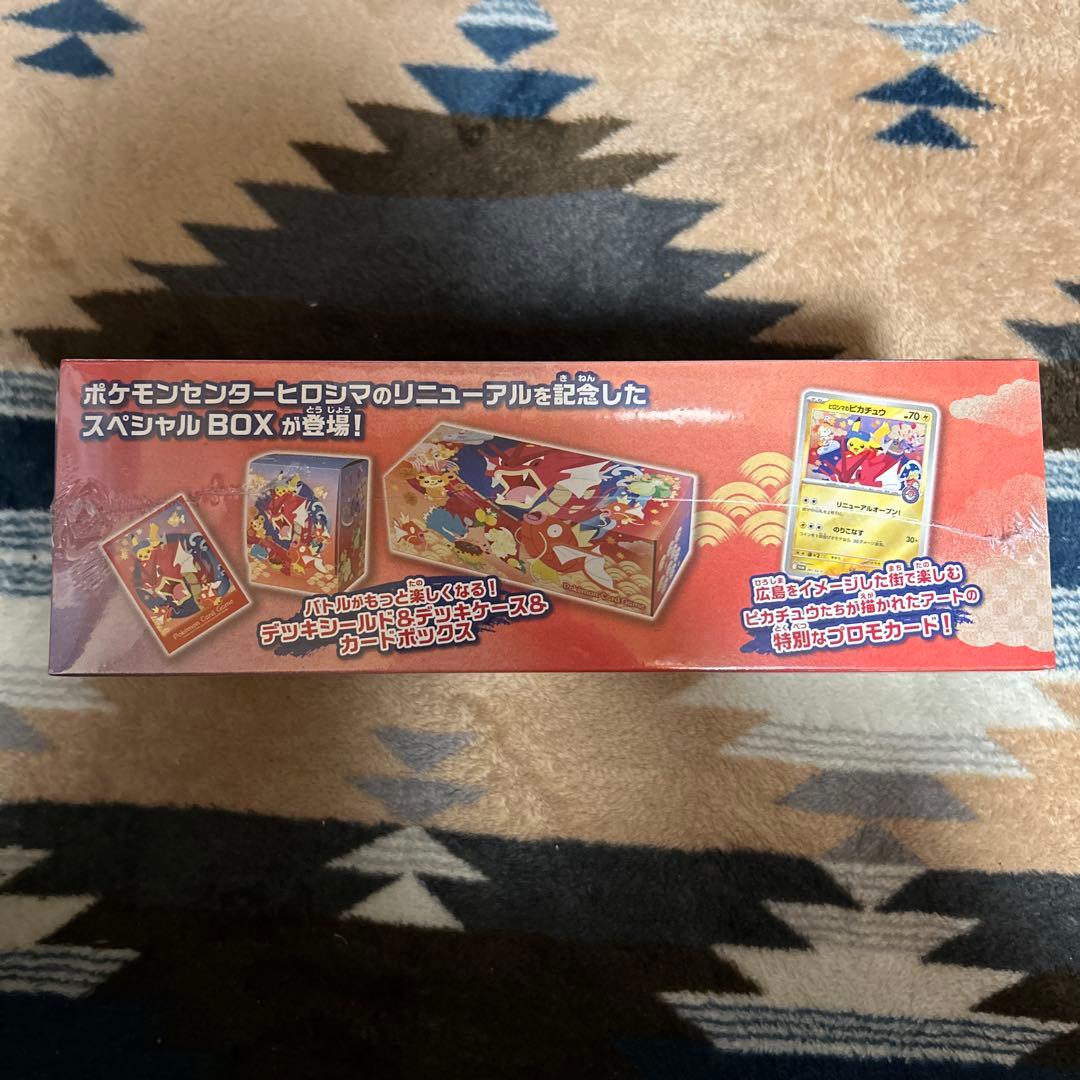 ポケモンセンターヒロシマのリニューアルを記念した
スペシャルBOXが登場！
バトルがもっと楽しくなる！
デッキシールド&デッキケース&
カードボックス
Pokémon Card Game
Pokémon Card Game
ヒロシマのピカチュウ
70
リニューアルオープン！
のりこなす
30+
広島をイメージした街で楽しむ
ピカチュウたちが描かれたアートの
特別なプロモカード！